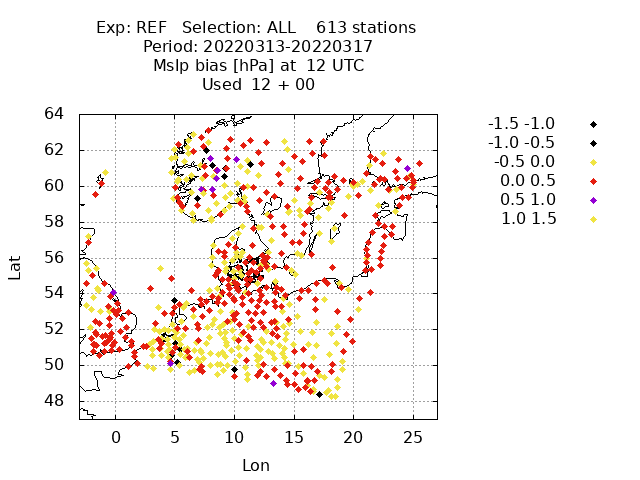 Exp: REF   Selection: ALL    613 stations
Period: 20220313-20220317
Mslp bias [hPa] at  12 UTC
Used  12 + 00
64
62
60
58
56
54
52
50
48
Lat
0 5 10 15 20 25
Lon
-1.5 -1.0
-1.0 -0.5
-0.5 0.0
0.0 0.5
0.5 1.0
1.0 1.5